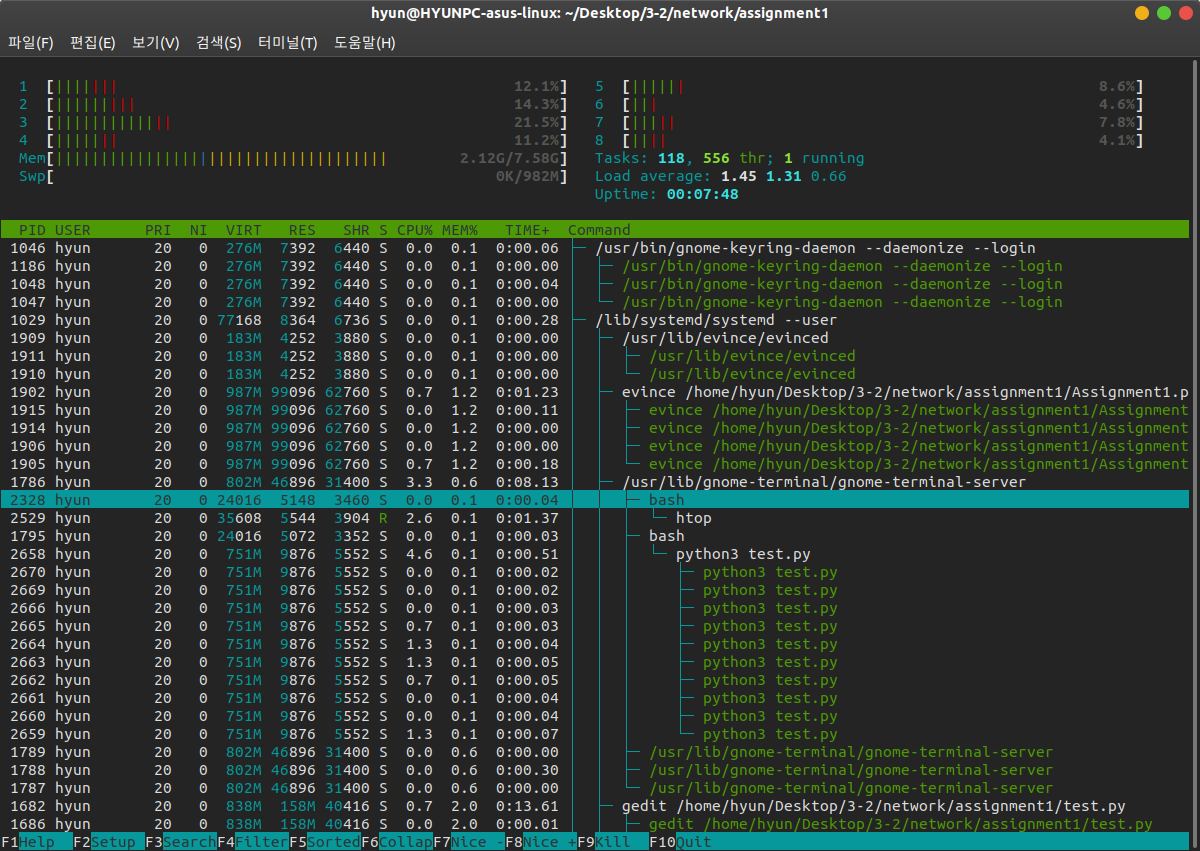 hyun@HYUNPC-asus-linux: ~/Desktop/3-2/network/assignment1
파일(F) 편집(E) 보기(V) 검색(S) 터미널(T) 도움말(H)
1 [||||||| 12.1%] 5 [|||||| 8.6%]
2 [||||||||| 14.3%] 6 [||| 4.6%]
3 [||||||||||||| 21.5%] 7 [||||| 7.8%]
4 [||||||| 11.2%] 8 [|||| 4.1%]
Mem[||||||||||||||||||||||||||||||||||||| 2.12G/7.58G] Tasks: 118, 556 thr; 1 running
Swp[ 0K/982M] Load average: 1.45 1.31 0.66
Uptime: 00:07:48
PID USER PRI NI VIRT RES SHR S CPU% MEM% TIME+ Command
1046 hyun 20 0 276M 7392 6440 S 0.0 0.1 0:00.06 ├─ /usr/bin/gnome-keyring-daemon --daemonize --login
1186 hyun 20 0 276M 7392 6440 S 0.0 0.1 0:00.00 │ ├─ /usr/bin/gnome-keyring-daemon --daemonize --login
1048 hyun 20 0 276M 7392 6440 S 0.0 0.1 0:00.04 │ ├─ /usr/bin/gnome-keyring-daemon --daemonize --login
1047 hyun 20 0 276M 7392 6440 S 0.0 0.1 0:00.00 │ └─ /usr/bin/gnome-keyring-daemon --daemonize --login
1029 hyun 20 0 77168 8364 6736 S 0.0 0.1 0:00.28 ├─ /lib/systemd/systemd --user
1909 hyun 20 0 183M 4252 3880 S 0.0 0.1 0:00.00 │ ├─ /usr/lib/evince/evinced
1911 hyun 20 0 183M 4252 3880 S 0.0 0.1 0:00.00 │ │ ├─ /usr/lib/evince/evinced
1910 hyun 20 0 183M 4252 3880 S 0.0 0.1 0:00.00 │ │ └─ /usr/lib/evince/evinced
1902 hyun 20 0 987M 99096 62760 S 0.7 1.2 0:01.23 │ ├─ evince /home/hyun/Desktop/3-2/network/assignment1/Assignment1.p
1915 hyun 20 0 987M 99096 62760 S 0.0 1.2 0:00.11 │ │ ├─ evince /home/hyun/Desktop/3-2/network/assignment1/Assignment
1914 hyun 20 0 987M 99096 62760 S 0.0 1.2 0:00.00 │ │ ├─ evince /home/hyun/Desktop/3-2/network/assignment1/Assignment
1906 hyun 20 0 987M 99096 62760 S 0.0 1.2 0:00.00 │ │ ├─ evince /home/hyun/Desktop/3-2/network/assignment1/Assignment
1905 hyun 20 0 987M 99096 62760 S 0.7 1.2 0:00.18 │ │ └─ evince /home/hyun/Desktop/3-2/network/assignment1/Assignment
1786 hyun 20 0 802M 46896 31400 S 3.3 0.6 0:08.13 │ ├─ /usr/lib/gnome-terminal/gnome-terminal-server
2328 hyun 20 0 24016 5148 3460 S 0.0 0.1 0:00.04 │ │ ├─ bash
2529 hyun 20 0 35608 5544 3904 R 2.6 0.1 0:01.37 │ │ │ └─ htop
1795 hyun 20 0 24016 5072 3352 S 0.0 0.1 0:00.03 │ │ ├─ bash
2658 hyun 20 0 751M 9876 5552 S 4.6 0.1 0:00.51 │ │ │ └─ python3 test.py
2670 hyun 20 0 751M 9876 5552 S 0.0 0.1 0:00.02 │ │ │ ├─ python3 test.py
2669 hyun 20 0 751M 9876 5552 S 0.0 0.1 0:00.02 │ │ │ ├─ python3 test.py
2666 hyun 20 0 751M 9876 5552 S 0.0 0.1 0:00.03 │ │ │ ├─ python3 test.py
2665 hyun 20 0 751M 9876 5552 S 0.7 0.1 0:00.03 │ │ │ ├─ python3 test.py
2664 hyun 20 0 751M 9876 5552 S 1.3 0.1 0:00.04 │ │ │ ├─ python3 test.py
2663 hyun 20 0 751M 9876 5552 S 1.3 0.1 0:00.05 │ │ │ ├─ python3 test.py
2662 hyun 20 0 751M 9876 5552 S 0.7 0.1 0:00.05 │ │ │ ├─ python3 test.py
2661 hyun 20 0 751M 9876 5552 S 0.0 0.1 0:00.04 │ │ │ ├─ python3 test.py
2660 hyun 20 0 751M 9876 5552 S 0.0 0.1 0:00.04 │ │ │ ├─ python3 test.py
2659 hyun 20 0 751M 9876 5552 S 1.3 0.1 0:00.07 │ │ │ └─ python3 test.py
1789 hyun 20 0 802M 46896 31400 S 0.0 0.6 0:00.00 │ │ ├─ /usr/lib/gnome-terminal/gnome-terminal-server
1788 hyun 20 0 802M 46896 31400 S 0.0 0.6 0:00.30 │ │ ├─ /usr/lib/gnome-terminal/gnome-terminal-server
1787 hyun 20 0 802M 46896 31400 S 0.0 0.6 0:00.00 │ │ └─ /usr/lib/gnome-terminal/gnome-terminal-server
1682 hyun 20 0 838M 158M 40416 S 0.7 2.0 0:13.61 │ ├─ gedit /home/hyun/Desktop/3-2/network/assignment1/test.py
1686 hyun 20 0 838M 158M 40416 S 0.0 2.0 0:00.01 │ │ ├─ gedit /home/hyun/Desktop/3-2/network/assignment1/test.py
F1Help F2Setup F3SearchF4FilterF5SortedF6CollapF7Nice -F8Nice +F9Kill F10Quit